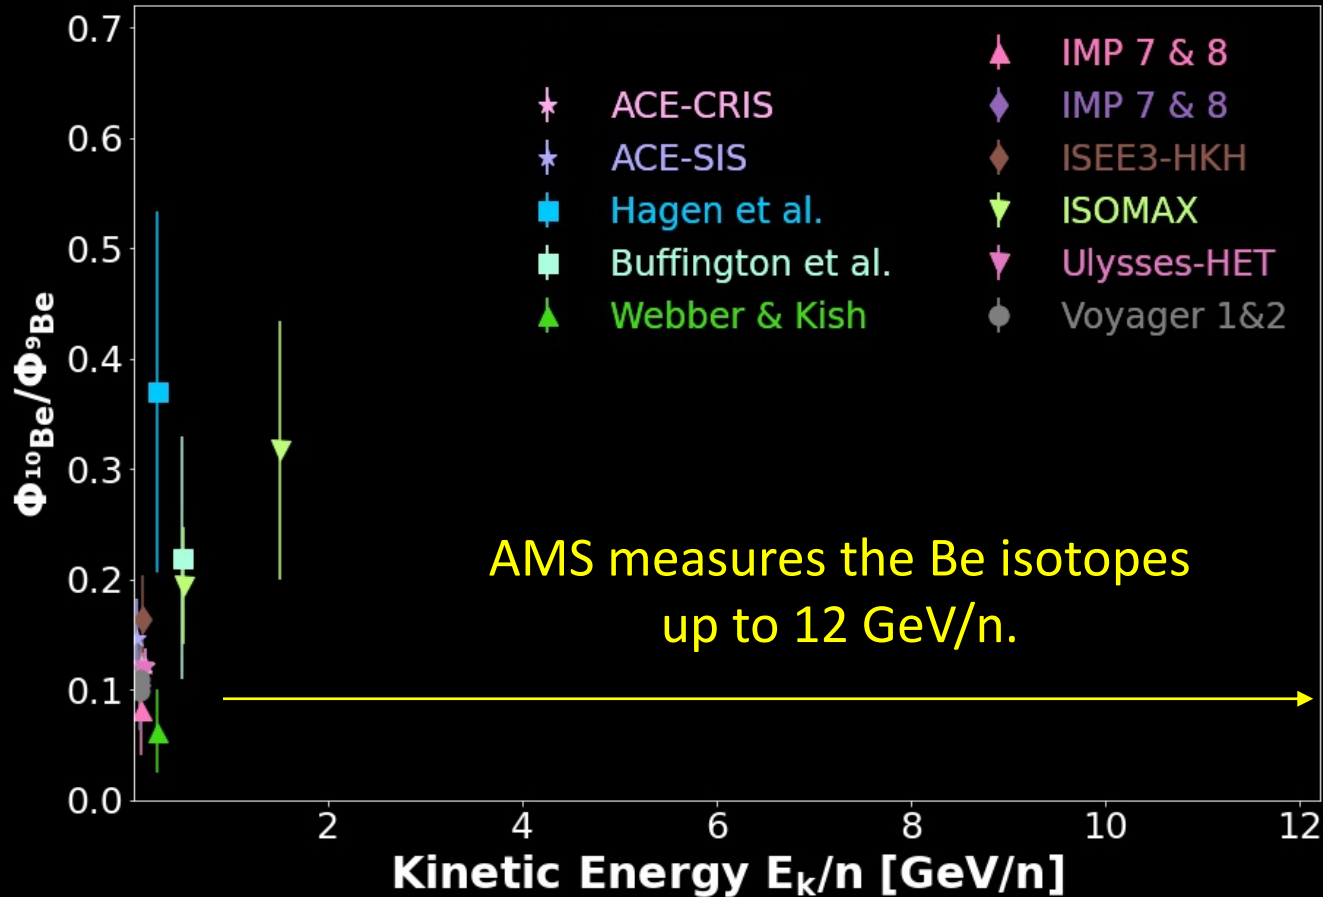 0.7
0.6
0.5
0.4
0.3
0.2
0.1
0.0
Φ¹⁰Be/Φ⁹Be
ACE-CRIS
ACE-SIS
Hagen et al.
Buffington et al.
Webber & Kish
IMP 7 & 8
IMP 7 & 8
ISEE3-HKH
ISOMAX
Ulysses-HET
Voyager 1&2
AMS measures the Be isotopes
up to 12 GeV/n.
2 4 6 8 10 12
Kinetic Energy Eₖ/n [GeV/n]